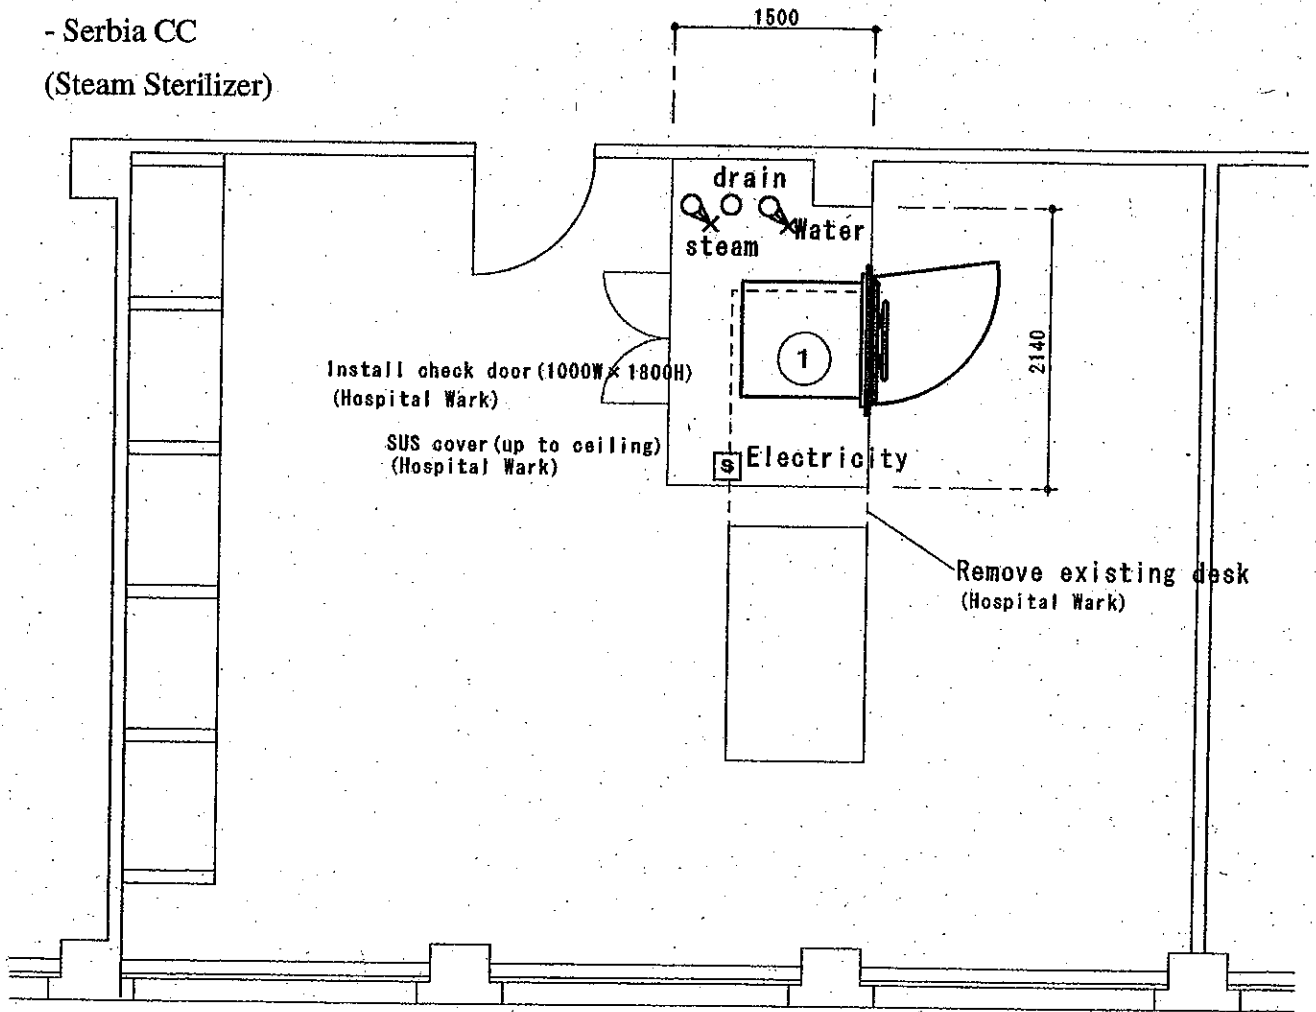 - Serbia CC
(Steam Sterilizer)
1500
drain
Water
steam
2140
1
Install check door(1000W×1800H)
(Hospital Wark)
SUS cover(up to ceiling)
(Hospital Wark)
S Electricity
Remove existing desk
(Hospital Wark)